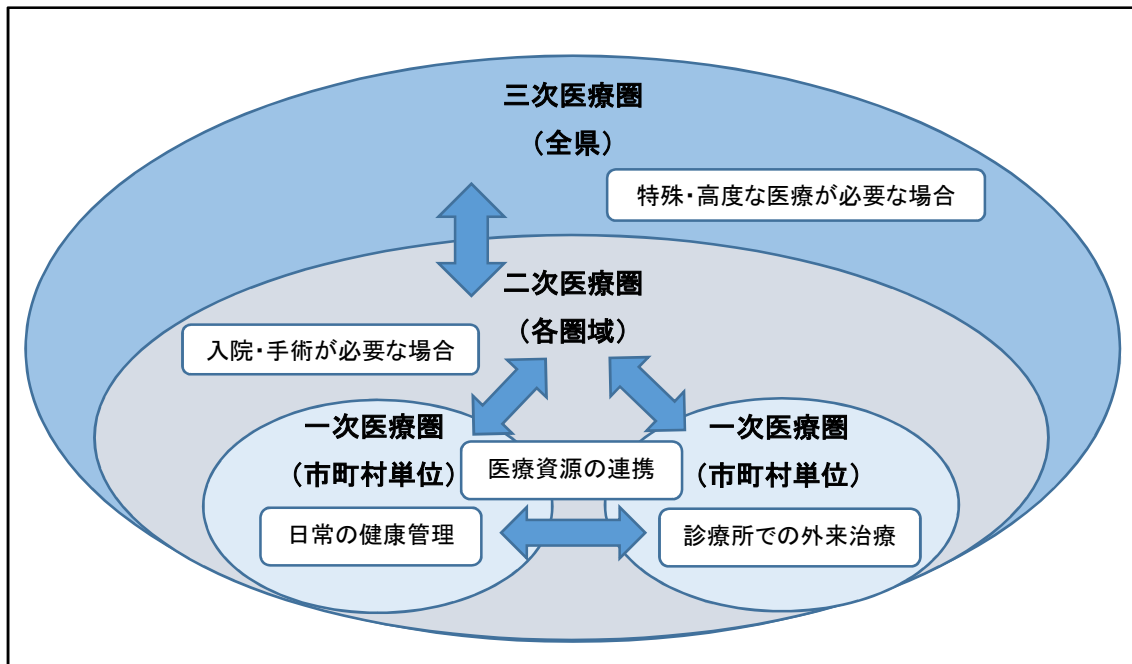 三次医療圏
（全県）
特殊・高度な医療が必要な場合
二次医療圏
（各圏域）
入院・手術が必要な場合
一次医療圏
（市町村単位）
一次医療圏
（市町村単位）
医療資源の連携
日常の健康管理
診療所での外来治療